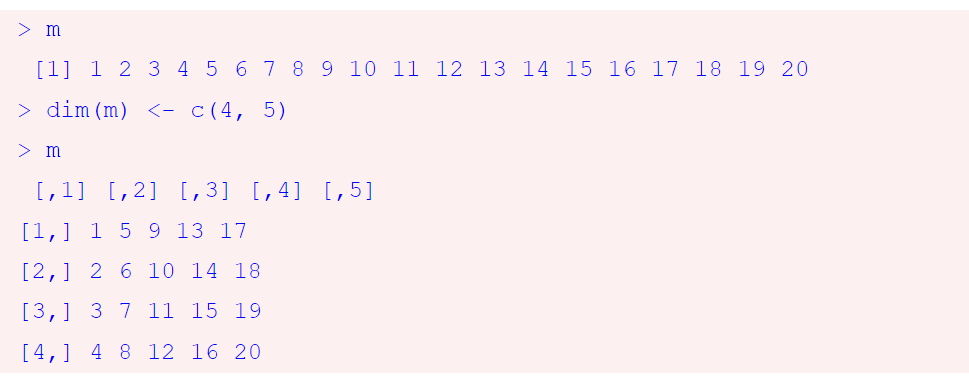 > m
[1] 1 2 3 4 5 6 7 8 9 10 11 12 13 14 15 16 17 18 19 20
> dim(m) <- c(4, 5)
> m
[,1] [,2] [,3] [,4] [,5]
[1,] 1 5 9 13 17
[2,] 2 6 10 14 18
[3,] 3 7 11 15 19
[4,] 4 8 12 16 20